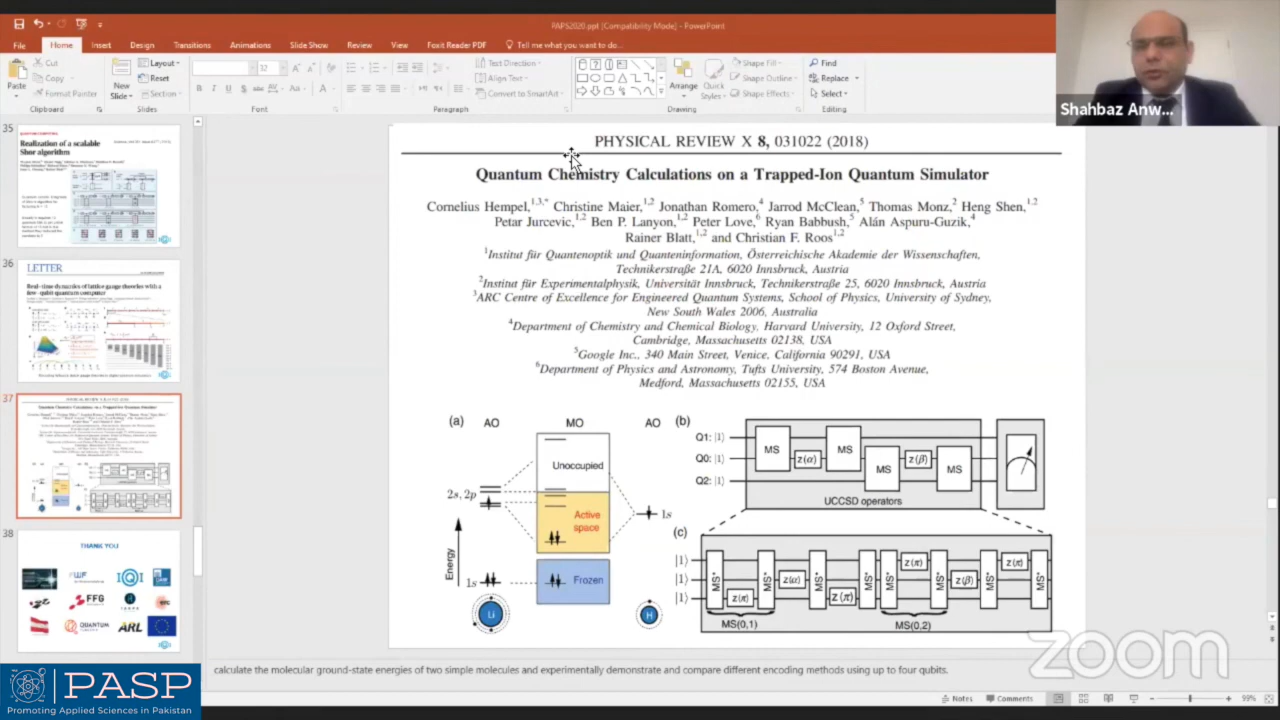 PAPS2020.ppt [Compatibility Mode] - PowerPoint
File Home Insert Design Transitions Animations Slide Show Review View Foxit Reader PDF Tell me what you want to do...
Paste
Cut
Copy
Format Painter
Clipboard
New Slide
Layout
Reset
Section
Slides
32
Font
Text Direction
Align Text
Convert to SmartArt
Paragraph
Arrange
Quick Styles
Shape Fill
Shape Outline
Shape Effects
Drawing
Find
Replace
Select
Editing
Shahbaz Anw...
35
Realization of a scalable
Shor algorithm
36
LETTER
Real-time dynamics of lattice gauge theories with a
few-qubit quantum computer
37
38
THANK YOU
FWF
IQI
FFG
QUANTUM
ARL
PHYSICAL REVIEW
031022 (2018)
Quantum Chemistry Calculations on a Trapped-Ion Quantum Simulator
Cornelius Hempel,1,3,* Christine Maier,1,2 Jonathan Romero,4 Jarrod McClean,5 Thomas Monz,2 Heng Shen,1,2
Petar Jurcevic,1,2 Ben P. Lanyon,1,2 Peter Love,6 Ryan Babbush,5 Alán Aspuru-Guzik,4
Rainer Blatt,1,2 and Christian F. Roos1,2
1Institut für Quantenoptik und Quanteninformation, Österreichische Akademie der Wissenschaften,
Technikerstraße 21A, 6020 Innsbruck, Austria
2Institut für Experimentalphysik, Universität Innsbruck, Technikerstraße 25, 6020 Innsbruck, Austria
ARC Centre of Excellence for Engineered Quantum Systems, School of Physics, University of Sydney,
New South Wales 2006, Australia
4Department of Chemistry and Chemical Biology, Harvard University, 12 Oxford Street,
Cambridge, Massachusetts 02138, USA
5Google Inc., 340 Main Street, Venice, California 90291, USA
6Department of Physics and Astronomy, Tufts University, 574 Boston Avenue,
Medford, Massachusetts 02155, USA
(a) AO MO AO
Unoccupied
2s, 2p
Active space
1s
Energy
1s
Frozen
Li
H
(b)
Q1: |1⟩
Q0: |1⟩
Q2: |1⟩
MS z(α) MS MS z(β) MS
UCCSD operators
(c)
|1⟩
|1⟩
|1⟩
MS* z(π) MS* z(α) MS* z(π) MS* MS* z(π) MS* z(β) MS* z(π) MS*
MS(0,1)
MS(0,2)
zoom
calculate the molecular ground-state energies of two simple molecules and experimentally demonstrate and compare different encoding methods using up to four qubits.
PASP
Promoting Applied Sciences in Pakistan
Notes Comments 99%